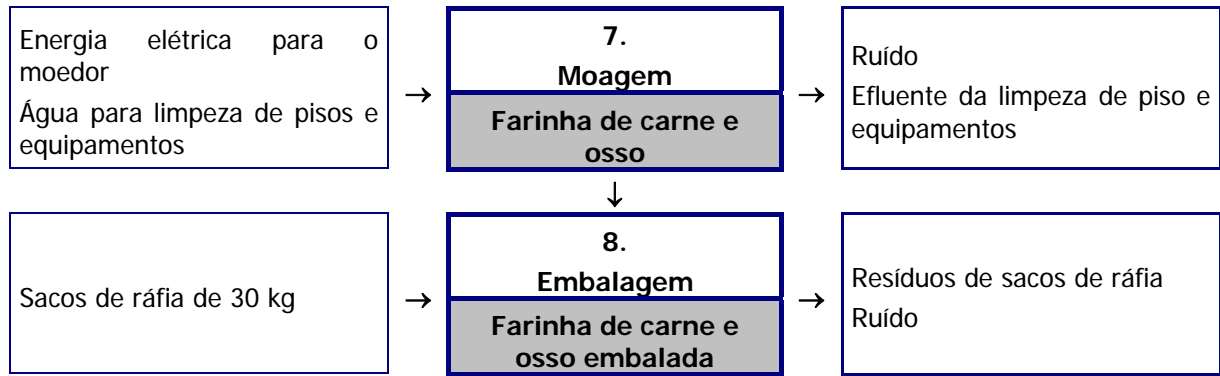 Energia elétrica para o
moedor
Água para limpeza de pisos e
equipamentos
→
7.
Moagem
Farinha de carne e
osso
→
Ruído
Efluente da limpeza de piso e
equipamentos
↓
Sacos de ráfia de 30 kg
→
8.
Embalagem
Farinha de carne e
osso embalada
→
Resíduos de sacos de ráfia
Ruído